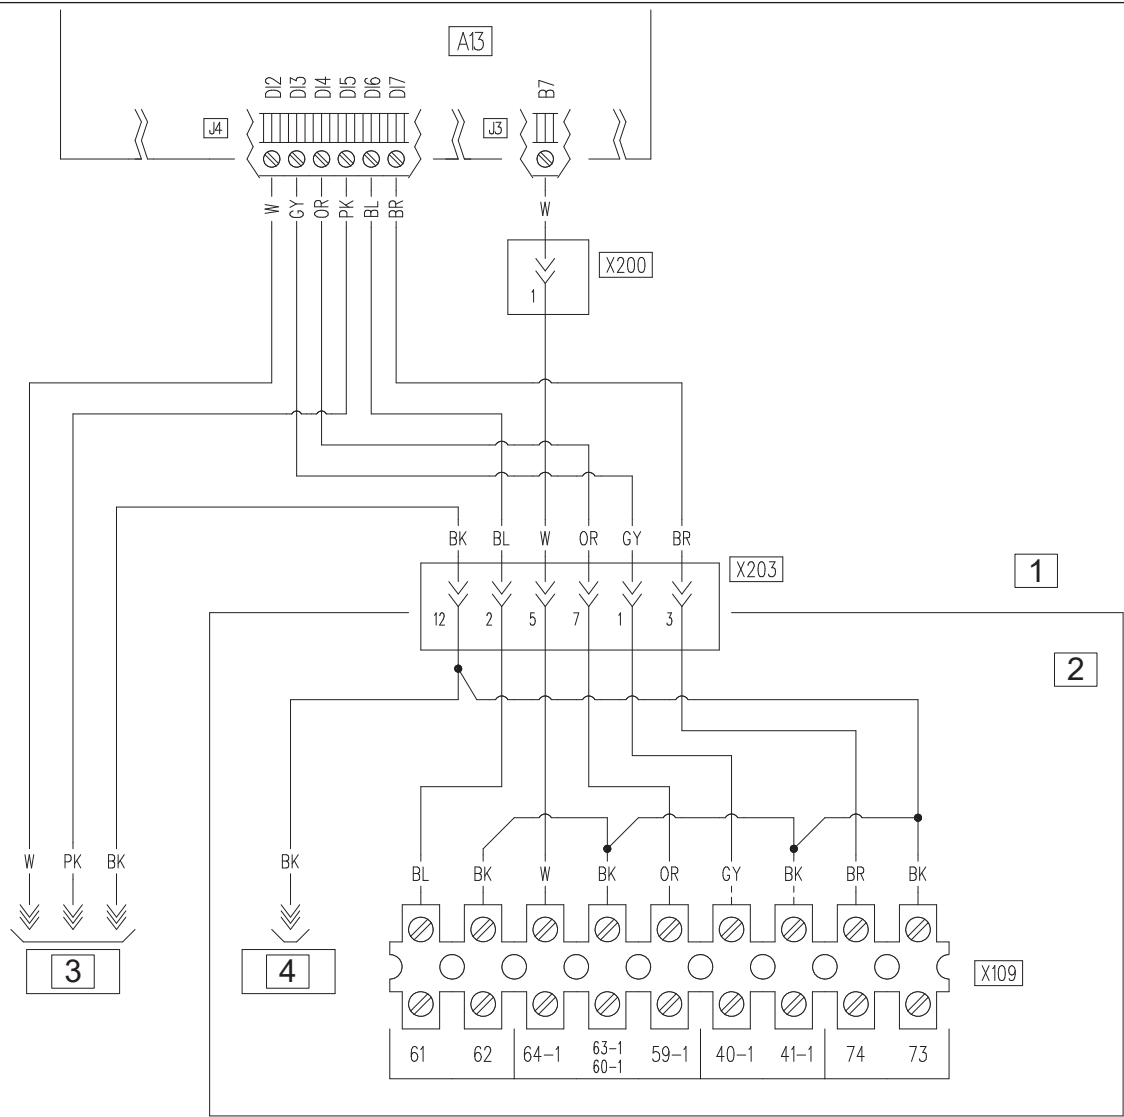 A13
DI2 DI3 DI4 DI5 DI6 DI7 B7
J4 J3
W GY OR PK BL BR W
X200
1
BK BL W OR GY BR
X203
1
12 2 5 7 1 3
2
W PK BK BK BL BK W BK OR GY BK BR BK
3 4 X109
61 62 64-1 63-1 59-1 40-1 41-1 74 73
60-1